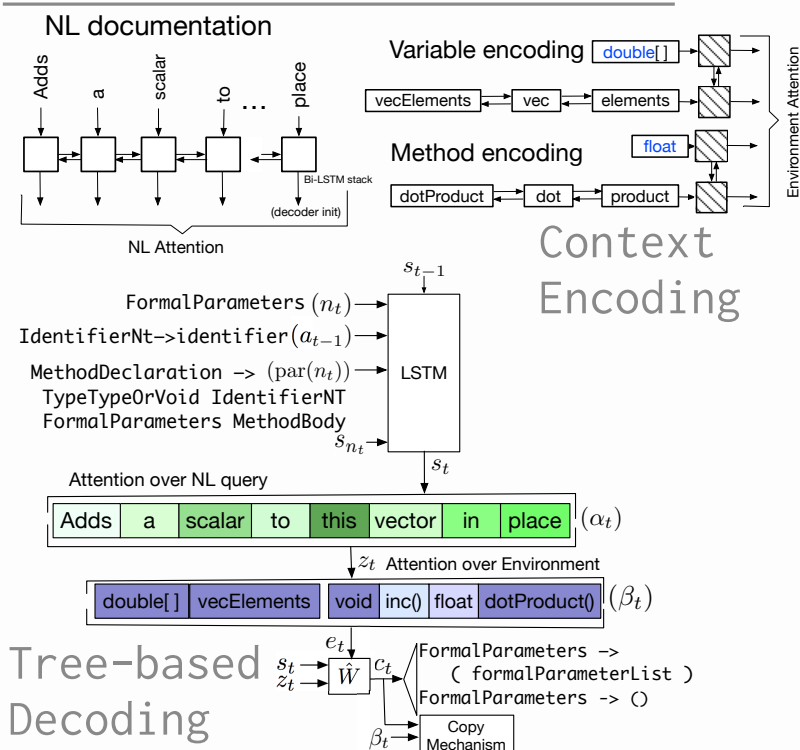 NL documentation
Adds
a
scalar
to
...
place
Bi-LSTM stack
(decoder init)
NL Attention
Variable encoding
double[ ]
vecElements
vec
elements
Method encoding
float
dotProduct
dot
product
Environment Attention
Context
Encoding
s_{t-1}
FormalParameters (n_t)
IdentifierNt->identifier(a_{t-1})
MethodDeclaration -> (par(n_t))
TypeTypeOrVoid IdentifierNT
FormalParameters MethodBody
s_{n_t}
LSTM
s_t
Attention over NL query
Adds a scalar to this vector in place (α_t)
z_t Attention over Environment
double[ ] vecElements void inc() float dotProduct() (β_t)
e_t
Tree-based
Decoding
s_t
z_t
Ŵ
c_t
FormalParameters ->
( formalParameterList )
FormalParameters -> ()
β_t
Copy
Mechanism